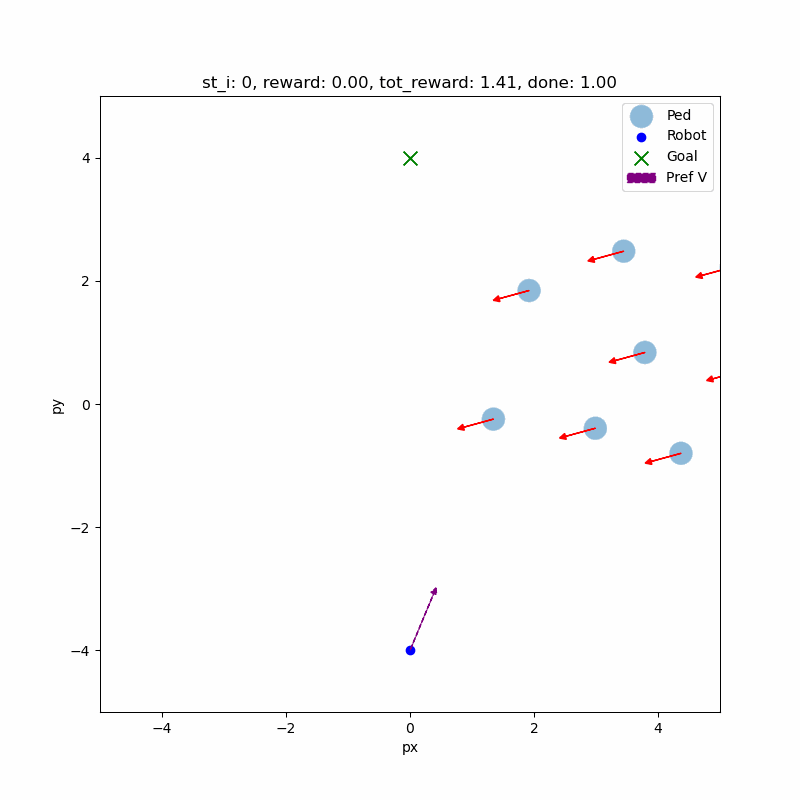 st_i: 0, reward: 0.00, tot_reward: 1.41, done: 1.00
Ped
Robot
Goal
Pref V
4
2
0
−2
−4
py
−4
−2
0
2
4
px